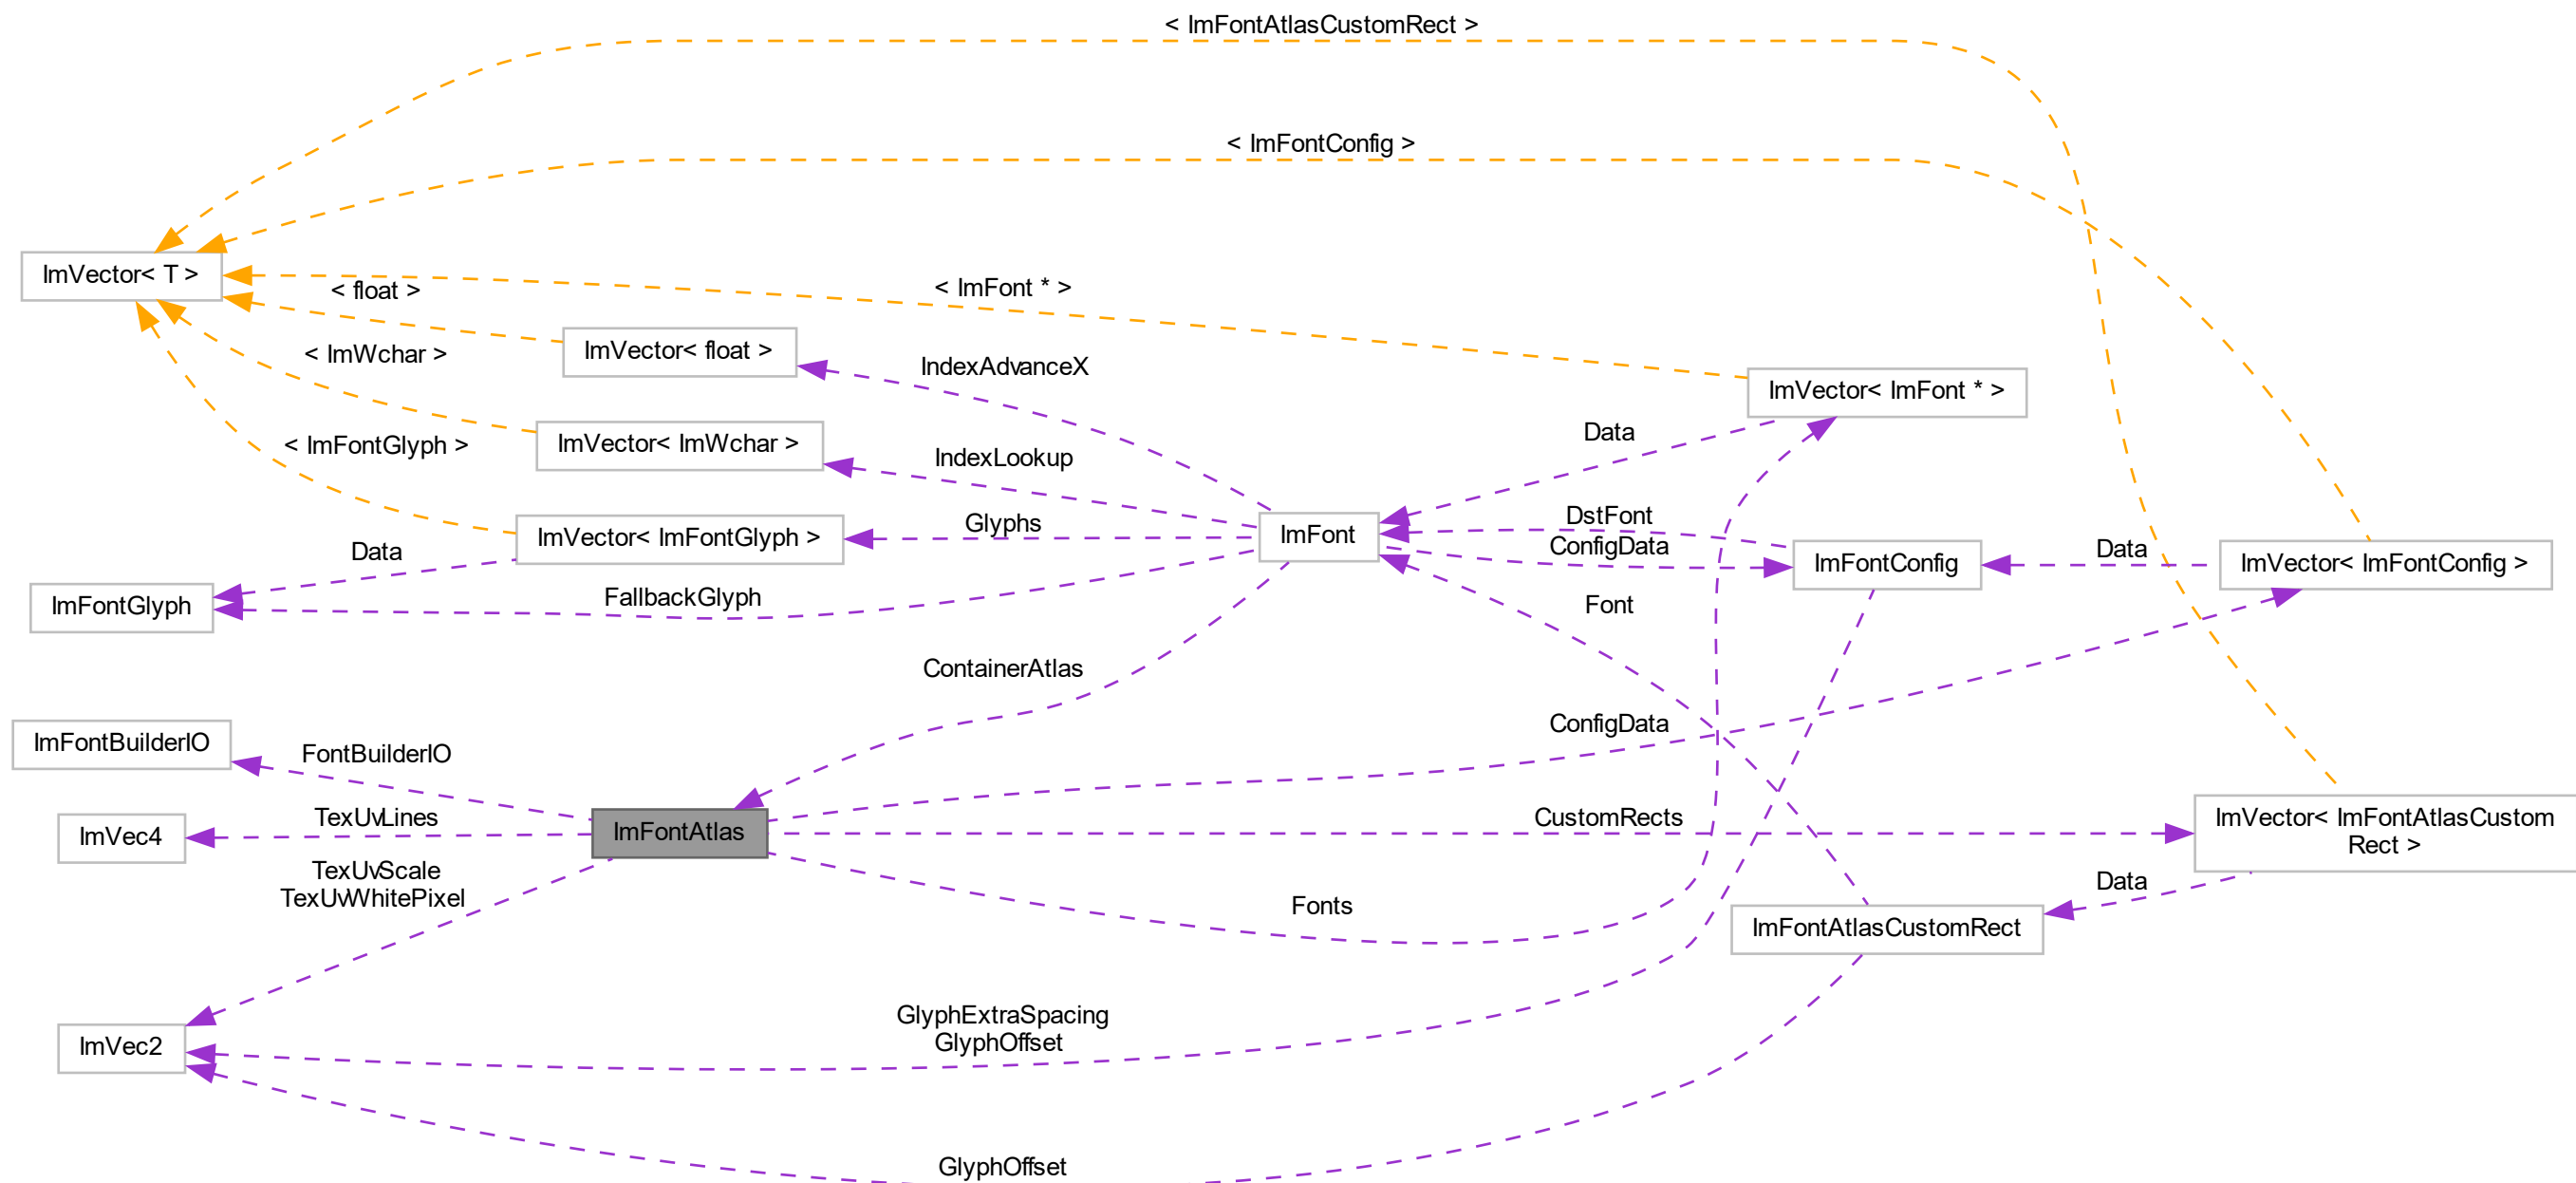 < ImFontAtlasCustomRect >
< ImFontConfig >
ImVector< T >
< float >
< ImFont * >
< ImWchar >
ImVector< float >
IndexAdvanceX
ImVector< ImFont * >
< ImFontGlyph >
ImVector< ImWchar >
IndexLookup
Data
Glyphs
DstFont
ImVector< ImFontGlyph >
ImFont
ConfigData
Data
Data
ImFontConfig
ImVector< ImFontConfig >
ImFontGlyph
FallbackGlyph
Font
ContainerAtlas
ConfigData
ImFontBuilderIO
FontBuilderIO
ImVec4
TexUvLines
ImFontAtlas
CustomRects
ImVector< ImFontAtlasCustom
Rect >
TexUvScale
TexUvWhitePixel
Data
Fonts
ImFontAtlasCustomRect
GlyphExtraSpacing
GlyphOffset
ImVec2
GlyphOffset